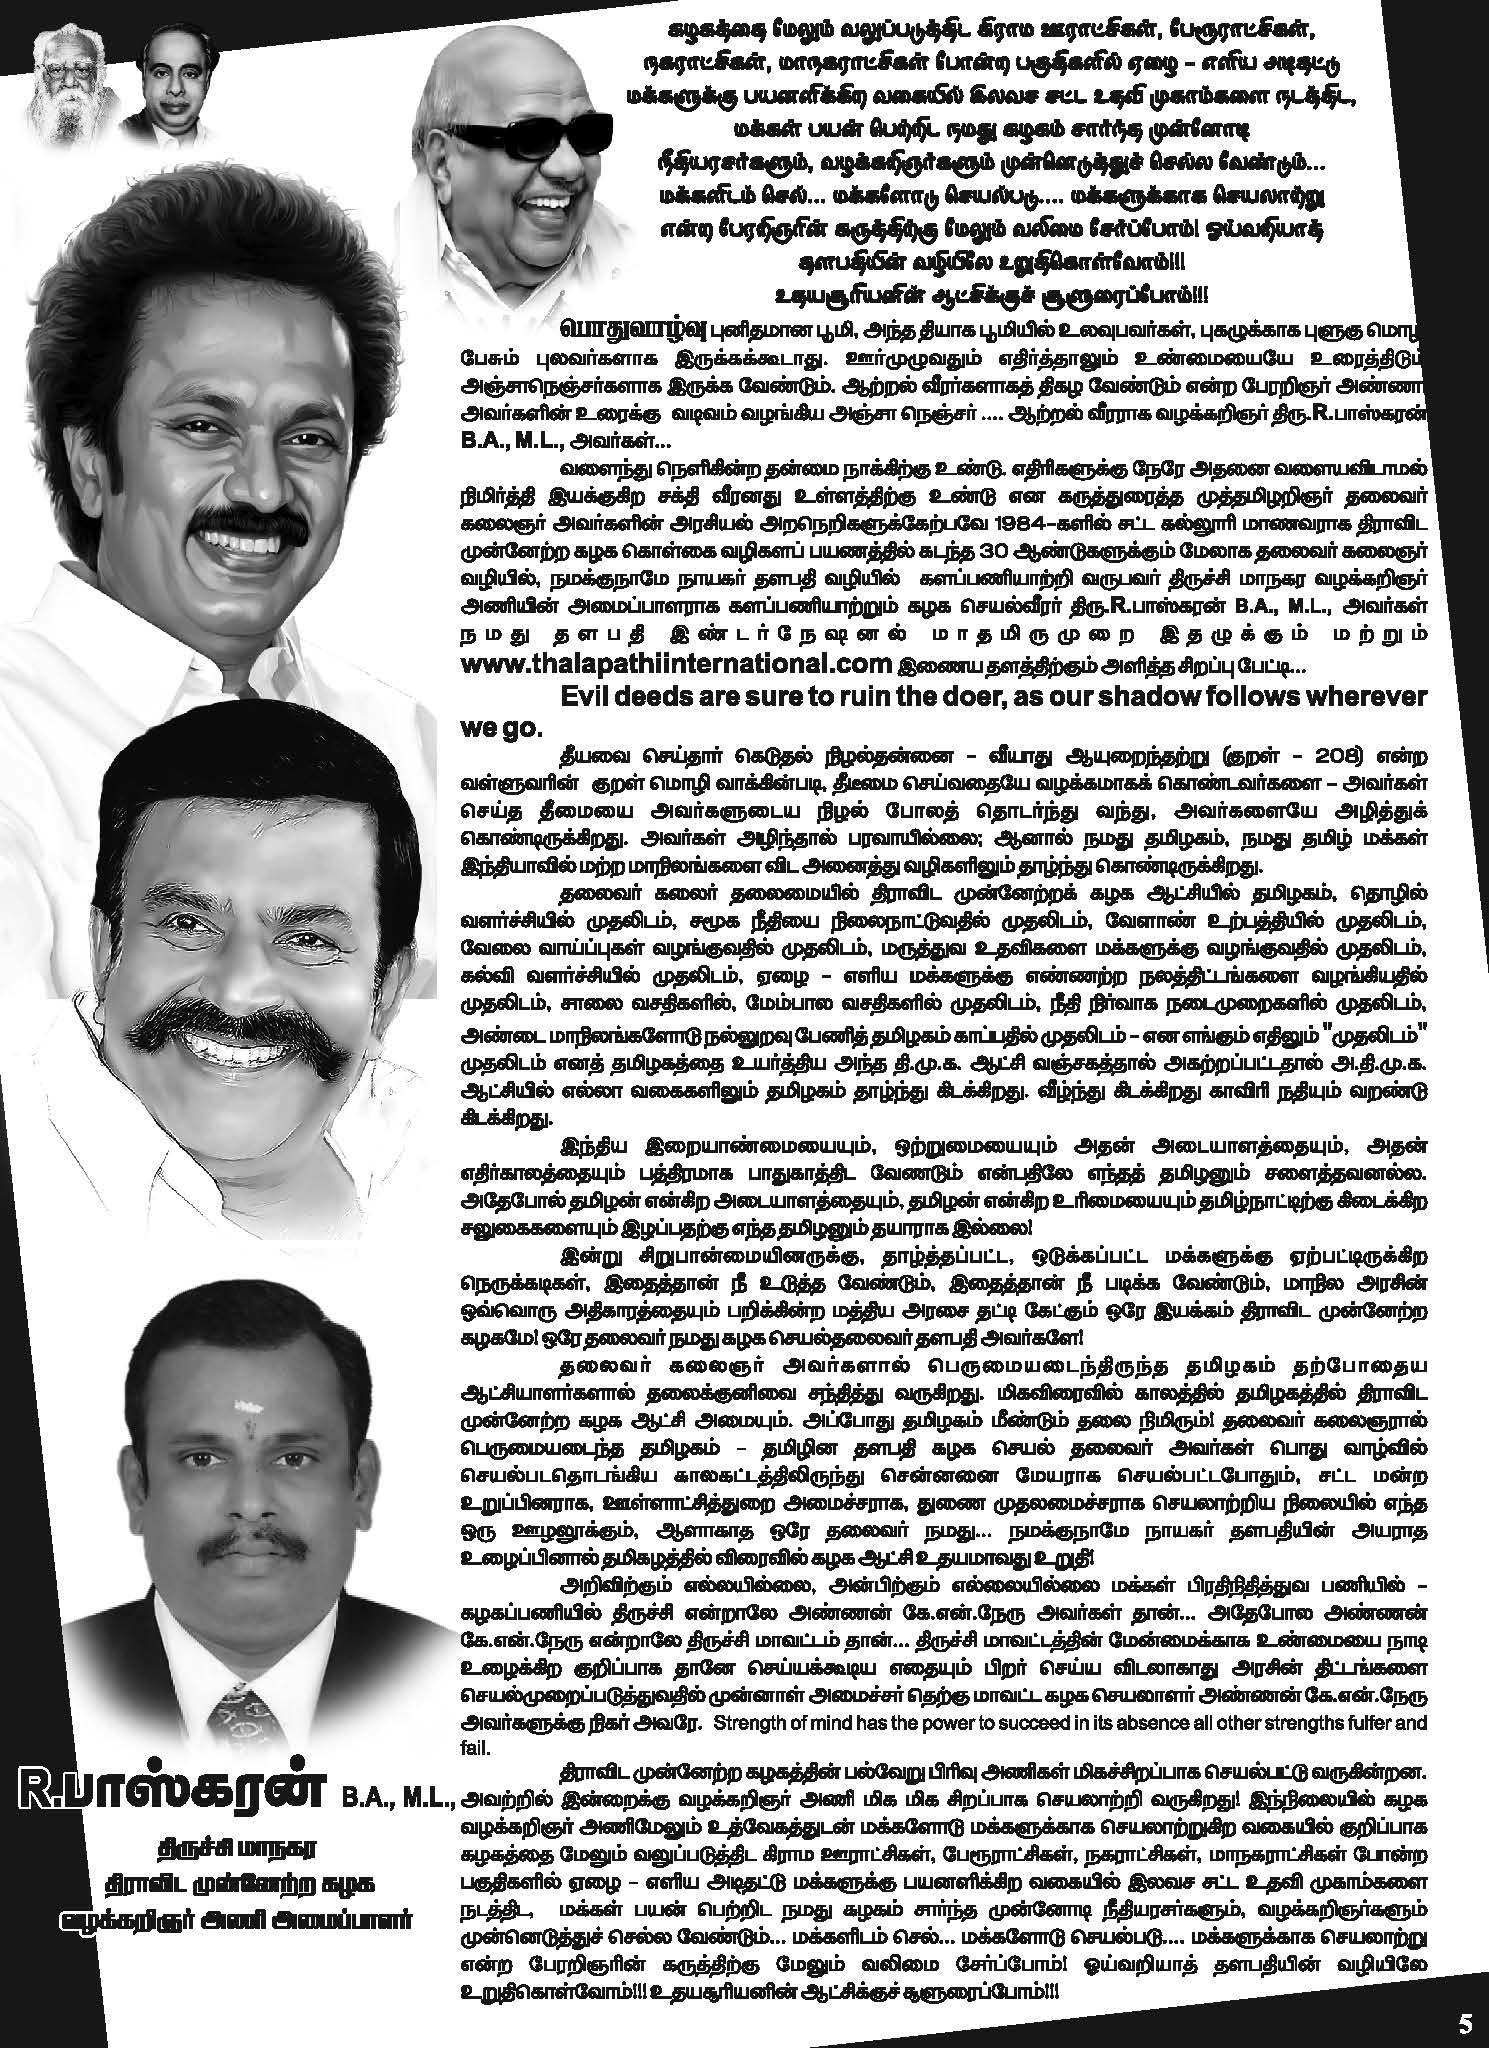 கழகத்தை மேலும் வலுப்படுத்திட கிராம ஊராட்சிகள், பேரூராட்சிகள்,
நகராட்சிகள், மாநகராட்சிகள் போன்ற பகுதிகளில் ஏழை – எளிய அடிதட்டு
மக்களுக்கு பயனளிக்கிற வகையில் இலவச சட்ட உதவி முகாம்களை நடத்திட,
மக்கள் பயன் பெற்றிட நமது கழகம் சார்ந்த முன்னோடி
நீதியரசர்களும், வழக்கறிஞர்களும் முன்னெடுத்துச் செல்ல வேண்டும்...
மக்களிடம் செல்... மக்களோடு செயல்படு.... மக்களுக்காக செயலாற்று
என்ற பேரறிஞரின் கருத்திற்கு மேலும் வலிமை சேர்ப்போம்! ஓய்வறியாத்
தளபதியின் வழியிலே உறுதிகொள்வோம்!!!
உதயசூரியனின் ஆட்சிக்குச் சூளுரைப்போம்!!!
பொதுவாழ்வு புனிதமான பூமி, அந்த தியாக பூமியில் உலவுபவர்கள், புகழுக்காக புளுகு மொழி
பேசும் புலவர்களாக இருக்கக்கூடாது. ஊர்முழுவதும் எதிர்த்தாலும் உண்மையையே உரைத்திடும்
அஞ்சாநெஞ்சர்களாக இருக்க வேண்டும். ஆற்றல் வீரர்களாகத் திகழ வேண்டும் என்ற பேரறிஞர் அண்ணா
அவர்களின் உரைக்கு வடிவம் வழங்கிய அஞ்சா நெஞ்சர் .... ஆற்றல் வீரராக வழக்கறிஞர் திரு.R.பாஸ்கரன்
B.A., M.L., அவர்கள்...
வளைந்து நெளிகின்ற தன்மை நாக்கிற்கு உண்டு. எதிரிகளுக்கு நேரே அதனை வளையவிடாமல்
நிமிர்த்தி இயக்குகிற சக்தி வீரனது உள்ளத்திற்கு உண்டு என கருத்துரைத்த முத்தமிழறிஞர் தலைவர்
கலைஞர் அவர்களின் அரசியல் அறநெறிகளுக்கேற்பவே 1984-களில் சட்ட கல்லூரி மாணவராக திராவிட
முன்னேற்ற கழக கொள்கை வழிகளப் பயணத்தில் கடந்த 30 ஆண்டுகளுக்கும் மேலாக தலைவர் கலைஞர்
வழியில், நமக்குநாமே நாயகர் தளபதி வழியில் களப்பணியாற்றி வருபவர் திருச்சி மாநகர வழக்கறிஞர்
அணியின் அமைப்பாளராக களப்பணியாற்றும் கழக செயல்வீரர் திரு.R.பாஸ்கரன் B.A., M.L., அவர்கள்
நமது தளபதி இண்டர்நேஷனல் மாதமிருமுறை இதழுக்கும் மற்றும்
www.thalapathiinternational.com இணைய தளத்திற்கும் அளித்த சிறப்பு பேட்டி...
Evil deeds are sure to ruin the doer, as our shadow follows wherever
we go.
தீயவை செய்தார் கெடுதல் நிழல்தன்னை – வீயாது ஆயுறைந்தற்று (குறள் – 208) என்ற
வள்ளுவரின் குறள் மொழி வாக்கின்படி, தீடீமை செய்வதையே வழக்கமாகக் கொண்டவர்களை – அவர்கள்
செய்த தீமையை அவர்களுடைய நிழல் போலத் தொடர்ந்து வந்து, அவர்களையே அழித்துக்
கொண்டிருக்கிறது. அவர்கள் அழிந்தால் பரவாயில்லை; ஆனால் நமது தமிழகம், நமது தமிழ் மக்கள்
இந்தியாவில் மற்ற மாநிலங்களை விட அனைத்து வழிகளிலும் தாழ்ந்து கொண்டிருக்கிறது.
தலைவர் கலைர் தலைமையில் திராவிட முன்னேற்றக் கழக ஆட்சியில் தமிழகம், தொழில்
வளர்ச்சியில் முதலிடம், சமூக நீதியை நிலைநாட்டுவதில் முதலிடம், வேளாண் உற்பத்தியில் முதலிடம்,
வேலை வாய்ப்புகள் வழங்குவதில் முதலிடம், மருத்துவ உதவிகளை மக்களுக்கு வழங்குவதில் முதலிடம்,
கல்வி வளர்ச்சியில் முதலிடம், ஏழை – எளிய மக்களுக்கு எண்ணற்ற நலத்திட்டங்களை வழங்கியதில்
முதலிடம், சாலை வசதிகளில், மேம்பால வசதிகளில் முதலிடம், நீதி நிர்வாக நடைமுறைகளில் முதலிடம்,
அண்டை மாநிலங்களோடு நல்லுறவு பேணித் தமிழகம் காப்பதில் முதலிடம் – என எங்கும் எதிலும் "முதலிடம்"
முதலிடம் எனத் தமிழகத்தை உயர்த்திய அந்த தி.மு.க. ஆட்சி வஞ்சகத்தால் அகற்றப்பட்டதால் அ.தி.மு.க.
ஆட்சியில் எல்லா வகைகளிலும் தமிழகம் தாழ்ந்து கிடக்கிறது. வீழ்ந்து கிடக்கிறது காவிரி நதியும் வறண்டு
கிடக்கிறது.
இந்திய இறையாண்மையையும், ஒற்றுமையையும் அதன் அடையாளத்தையும், அதன்
எதிர்காலத்தையும் பத்திரமாக பாதுகாத்திட வேணடும் என்பதிலே எந்தத் தமிழனும் சளைத்தவனல்ல.
அதேபோல் தமிழன் என்கிற அடையாளத்தையும், தமிழன் என்கிற உரிமையையும் தமிழ்நாட்டிற்கு கிடைக்கிற
சலுகைகளையும் இழப்பதற்கு எந்த தமிழனும் தயாராக இல்லை!
இன்று சிறுபான்மையினருக்கு, தாழ்த்தப்பட்ட, ஒடுக்கப்பட்ட மக்களுக்கு ஏற்பட்டிருக்கிற
நெருக்கடிகள், இதைத்தான் நீ உடுத்த வேண்டும், இதைத்தான் நீ படிக்க வேண்டும், மாநில அரசின்
ஒவ்வொரு அதிகாரத்தையும் பறிக்கின்ற மத்திய அரசை தட்டி கேட்கும் ஒரே இயக்கம் திராவிட முன்னேற்ற
கழகமே! ஒரே தலைவர் நமது கழக செயல்தலைவர் தளபதி அவர்களே!
தலைவர் கலைஞர் அவர்களால் பெருமையடைந்திருந்த தமிழகம் தற்போதைய
ஆட்சியாளர்களால் தலைக்குனிவை சந்தித்து வருகிறது. மிகவிரைவில் காலத்தில் தமிழகத்தில் திராவிட
முன்னேற்ற கழக ஆட்சி அமையும். அப்போது தமிழகம் மீண்டும் தலை நிமிரும்! தலைவர் கலைஞரால்
பெருமையடைந்த தமிழகம் – தமிழின தளபதி கழக செயல் தலைவர் அவர்கள் பொது வாழ்வில்
செயல்படதொடங்கிய காலகட்டத்திலிருந்து சென்னனை மேயராக செயல்பட்டபோதும், சட்ட மன்ற
உறுப்பினராக, ஊள்ளாட்சித்துறை அமைச்சராக, துணை முதலமைச்சராக செயலாற்றிய நிலையில் எந்த
ஒரு ஊழலூக்கும், ஆளாகாத ஒரே தலைவர் நமது... நமக்குநாமே நாயகர் தளபதியின் அயராத
உழைப்பினால் தமிகழத்தில் விரைவில் கழக ஆட்சி உதயமாவது உறுதி!
அறிவிற்கும் எல்லயில்லை, அன்பிற்கும் எல்லையில்லை மக்கள் பிரதிநிதித்துவ பணியில் –
கழகப்பணியில் திருச்சி என்றாலே அண்ணன் கே.என்.நேரு அவர்கள் தான்... அதேபோல அண்ணன்
கே.என்.நேரு என்றாலே திருச்சி மாவட்டம் தான்... திருச்சி மாவட்டத்தின் மேன்மைக்காக உண்மையை நாடி
உழைக்கிற குறிப்பாக தானே செய்யக்கூடிய எதையும் பிறர் செய்ய விடலாகாது அரசின் திட்டங்களை
செயல்முறைப்படுத்துவதில் முன்னாள் அமைச்சர் தெற்கு மாவட்ட கழக செயலாளர் அண்ணன் கே.என்.நேரு
அவர்களுக்கு நிகர் அவரே. Strength of mind has the power to succeed in its absence all other strengths fulfer and
fail.
திராவிட முன்னேற்ற கழகத்தின் பல்வேறு பிரிவு அணிகள் மிகச்சிறப்பாக செயல்பட்டு வருகின்றன.
அவற்றில் இன்றைக்கு வழக்கறிஞர் அணி மிக மிக சிறப்பாக செயலாற்றி வருகிறது! இந்நிலையில் கழக
வழக்கறிஞர் அணிமேலும் உத்வேகத்துடன் மக்களோடு மக்களுக்காக செயலாற்றுகிற வகையில் குறிப்பாக
கழகத்தை மேலும் வலுப்படுத்திட கிராம ஊராட்சிகள், பேரூராட்சிகள், நகராட்சிகள், மாநகராட்சிகள் போன்ற
பகுதிகளில் ஏழை – எளிய அடிதட்டு மக்களுக்கு பயனளிக்கிற வகையில் இலவச சட்ட உதவி முகாம்களை
நடத்திட, மக்கள் பயன் பெற்றிட நமது கழகம் சார்ந்த முன்னோடி நீதியரசர்களும், வழக்கறிஞர்களும்
முன்னெடுத்துச் செல்ல வேண்டும்... மக்களிடம் செல்... மக்களோடு செயல்படு.... மக்களுக்காக செயலாற்று
என்ற பேரறிஞரின் கருத்திற்கு மேலும் வலிமை சேர்ப்போம்! ஓய்வறியாத் தளபதியின் வழியிலே
உறுதிகொள்வோம்!!! உதயசூரியனின் ஆட்சிக்குச் சூளுரைப்போம்!!!
R.பாஸ்கரன் B.A., M.L.,
திருச்சி மாநகர
திராவிட முன்னேற்ற கழக
வழக்கறிஞர் அணி அமைப்பாளர்
5